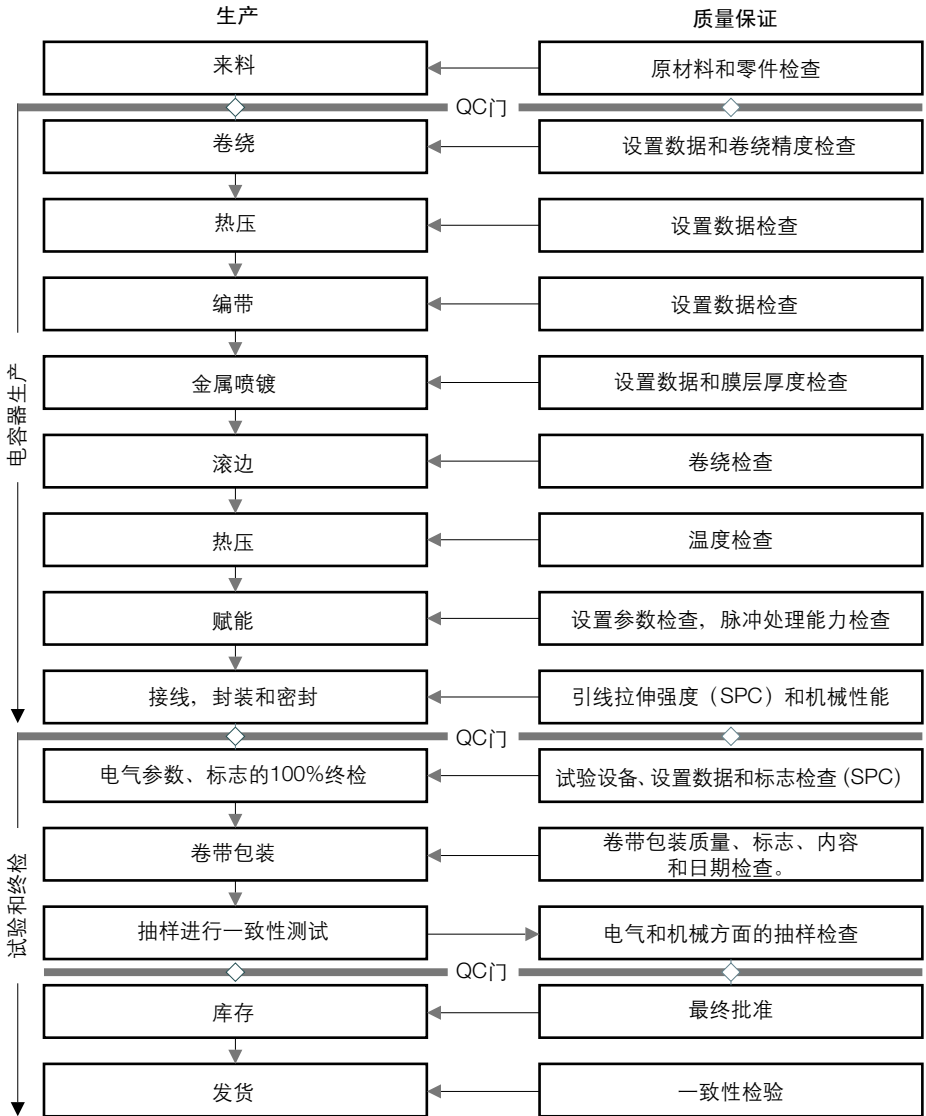 生产
质量保证
来料
原材料和零件检查
QC门
卷绕
设置数据和卷绕精度检查
热压
设置数据检查
编带
设置数据检查
金属喷镀
设置数据和膜层厚度检查
电容器生产
滚边
卷绕检查
热压
温度检查
赋能
设置参数检查，脉冲处理能力检查
接线，封装和密封
引线拉伸强度（SPC）和机械性能
QC门
电气参数、标志的100%终检
试验设备、设置数据和标志检查 (SPC)
卷带包装
卷带包装质量、标志、内容
和日期检查。
试验和终检
抽样进行一致性测试
电气和机械方面的抽样检查
QC门
库存
最终批准
发货
一致性检验